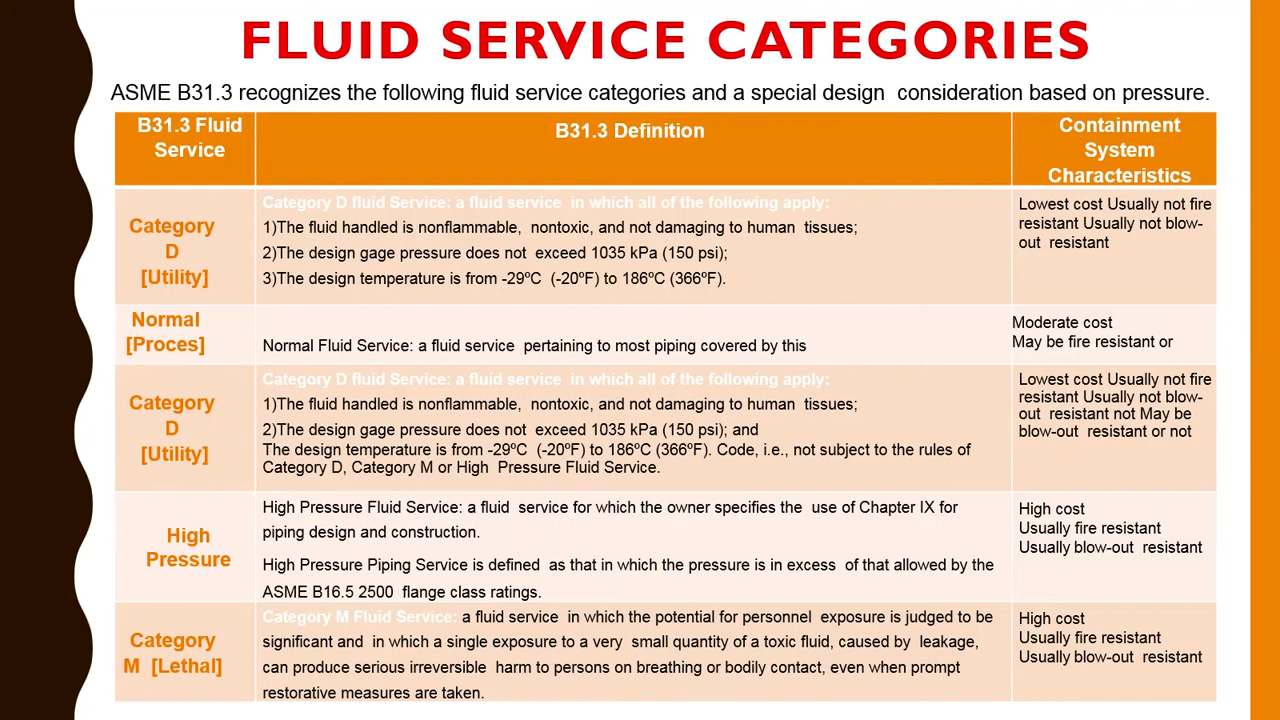 FLUID SERVICE CATEGORIES
ASME B31.3 recognizes the following fluid service categories and a special design consideration based on pressure.
B31.3 Fluid
Service
B31.3 Definition
Containment
System
Characteristics
Category
D
[Utility]
Category D fluid Service: a fluid service in which all of the following apply:
1)The fluid handled is nonflammable, nontoxic, and not damaging to human tissues;
2)The design gage pressure does not exceed 1035 kPa (150 psi);
3)The design temperature is from -29ºC (-20ºF) to 186ºC (366ºF).
Lowest cost Usually not fire
resistant Usually not blow-
out resistant
Normal
[Proces]
Normal Fluid Service: a fluid service pertaining to most piping covered by this
Moderate cost
May be fire resistant or
Category
D
[Utility]
Category D fluid Service: a fluid service in which all of the following apply:
1)The fluid handled is nonflammable, nontoxic, and not damaging to human tissues;
2)The design gage pressure does not exceed 1035 kPa (150 psi); and
The design temperature is from -29ºC (-20ºF) to 186ºC (366ºF). Code, i.e., not subject to the rules of
Category D, Category M or High Pressure Fluid Service.
Lowest cost Usually not fire
resistant Usually not blow-
out resistant not May be
blow-out resistant or not
High
Pressure
High Pressure Fluid Service: a fluid service for which the owner specifies the use of Chapter IX for
piping design and construction.
High Pressure Piping Service is defined as that in which the pressure is in excess of that allowed by the
ASME B16.5 2500 flange class ratings.
High cost
Usually fire resistant
Usually blow-out resistant
Category
M [Lethal]
Category M Fluid Service: a fluid service in which the potential for personnel exposure is judged to be
significant and in which a single exposure to a very small quantity of a toxic fluid, caused by leakage,
can produce serious irreversible harm to persons on breathing or bodily contact, even when prompt
restorative measures are taken.
High cost
Usually fire resistant
Usually blow-out resistant